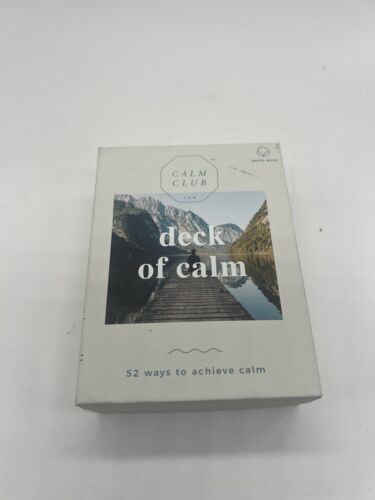 CALM
CLUB
deck
of calm
52 ways to achieve calm